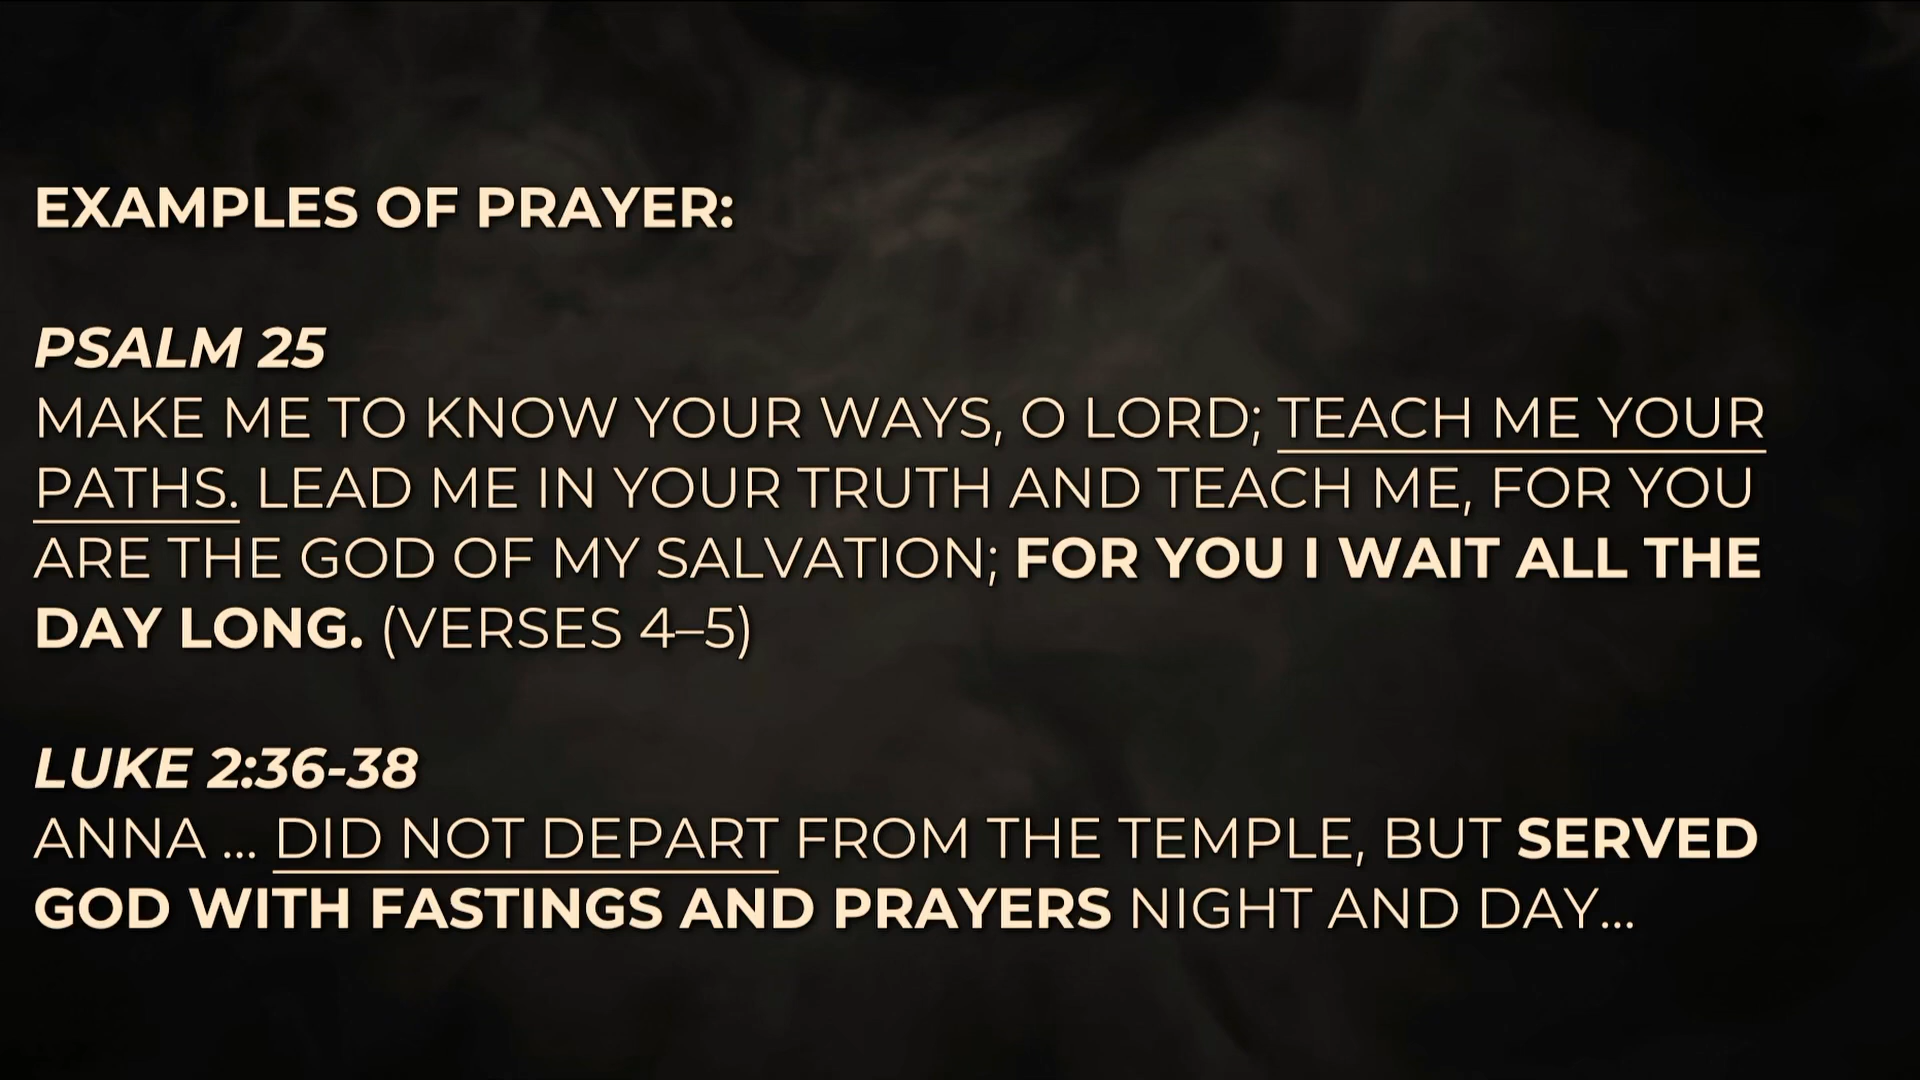 EXAMPLES OF PRAYER:
PSALM 25
MAKE ME TO KNOW YOUR WAYS, O LORD; TEACH ME YOUR
PATHS. LEAD ME IN YOUR TRUTH AND TEACH ME, FOR YOU
ARE THE GOD OF MY SALVATION; FOR YOU I WAIT ALL THE
DAY LONG. (VERSES 4–5)
LUKE 2:36-38
ANNA ... DID NOT DEPART FROM THE TEMPLE, BUT SERVED
GOD WITH FASTINGS AND PRAYERS NIGHT AND DAY...